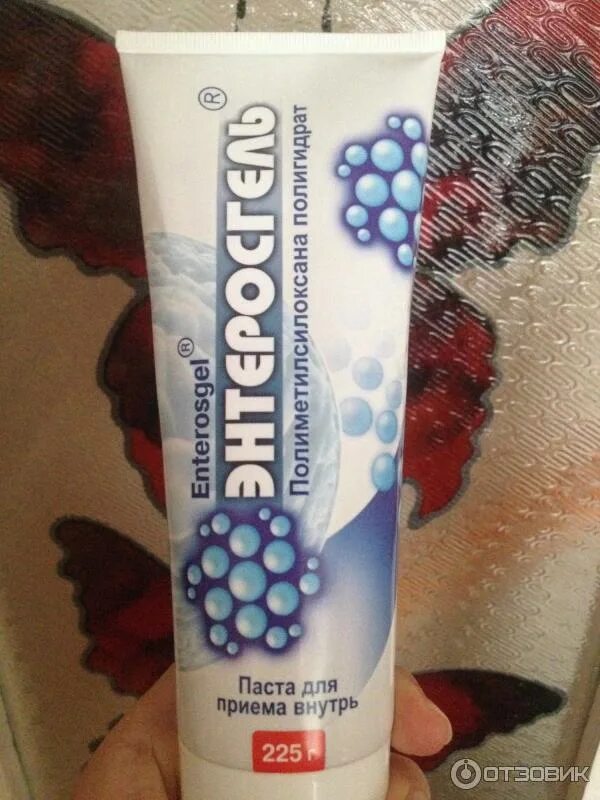 Enterosgel®
ЭНТЕРОСГЕЛЬ®
Полиметилсилоксана полигидрат
Паста для
приема внутрь
225 г
ОТЗОВИК